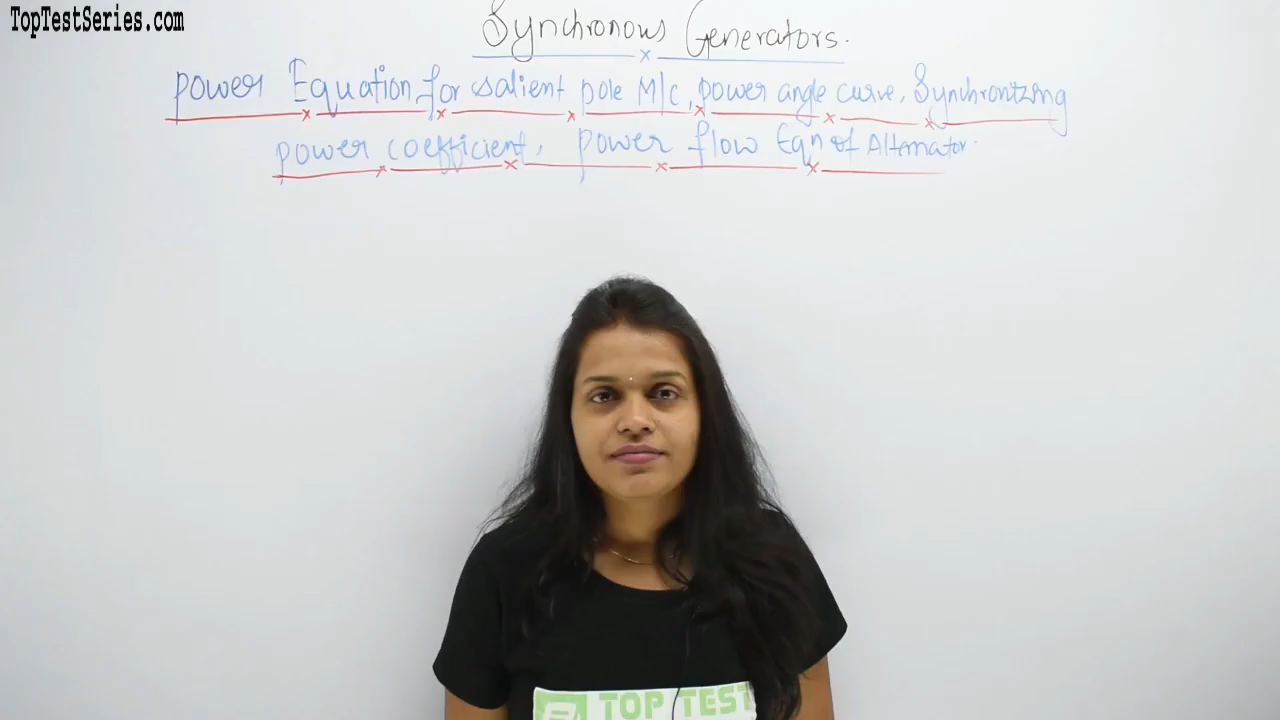 TopTestSeries.com
Synchronous Generators.
power Equation for salient pole M/c, power angle curve, Synchronizing
power coefficient, power flow Eqn of Alternator.
TOP TEST